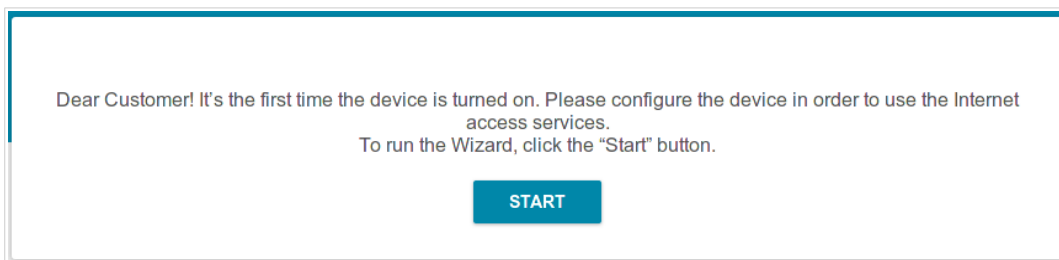 Dear Customer! It’s the first time the device is turned on. Please configure the device in order to use the Internet
access services.
To run the Wizard, click the “Start” button.
START